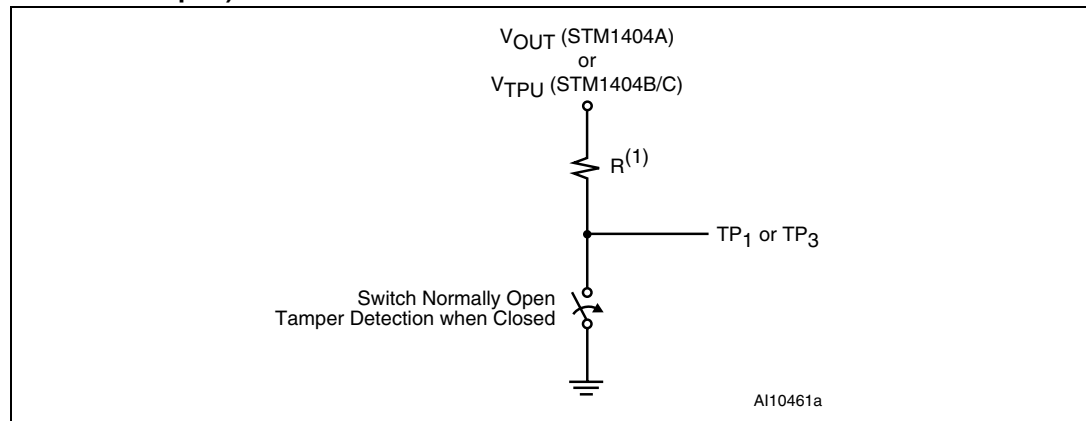 VOUT (STM1404A)
or
VTPU (STM1404B/C)
R(1)
TP1 or TP3
Switch Normally Open
Tamper Detection when Closed
AI10461a